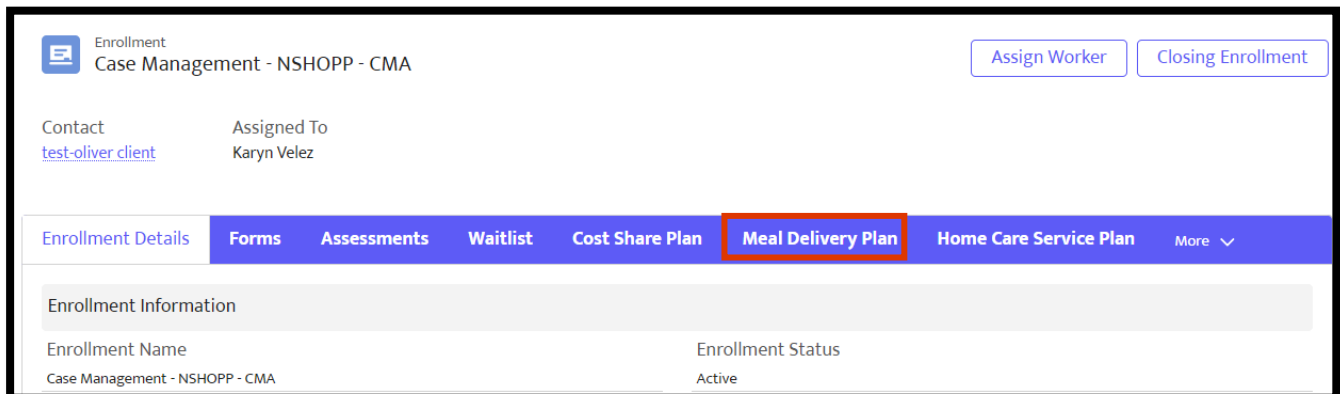 Enrollment
Case Management - NSHOPP - CMA
Assign Worker
Closing Enrollment
Contact
Assigned To
test-oliver client
Karyn Velez
Enrollment Details Forms Assessments Waitlist Cost Share Plan Meal Delivery Plan Home Care Service Plan More
Enrollment Information
Enrollment Name
Enrollment Status
Case Management - NSHOPP - CMA
Active